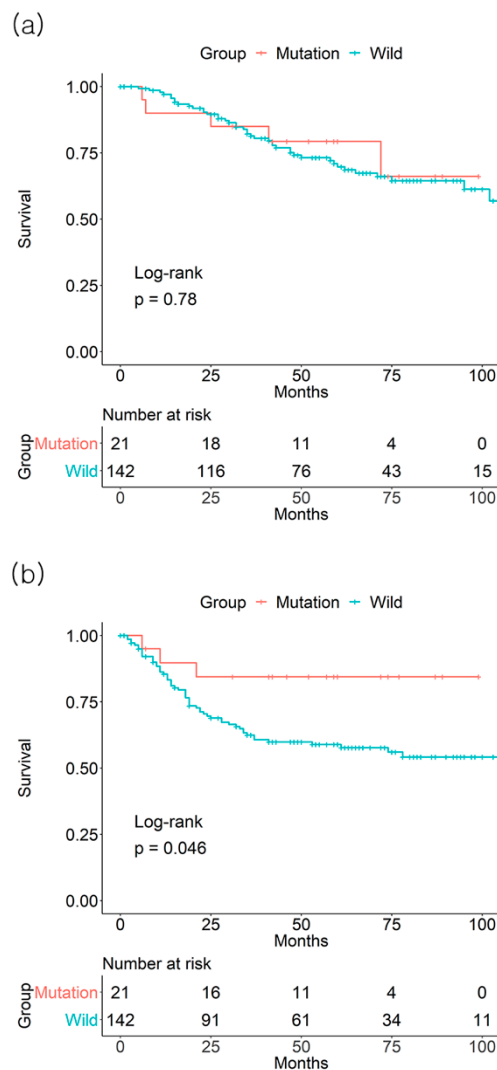 (a)
Group Mutation Wild
1.00
0.75
0.50
0.25
0.00
Survival
Log-rank
p = 0.78
0 25 50 75 100
Months
Number at risk
Group
Mutation 21 18 11 4 0
Wild 142 116 76 43 15
0 25 50 75 100
Months
(b)
Group Mutation Wild
1.00
0.75
0.50
0.25
0.00
Survival
Log-rank
p = 0.046
0 25 50 75 100
Months
Number at risk
Group
Mutation 21 16 11 4 0
Wild 142 91 61 34 11
0 25 50 75 100
Months